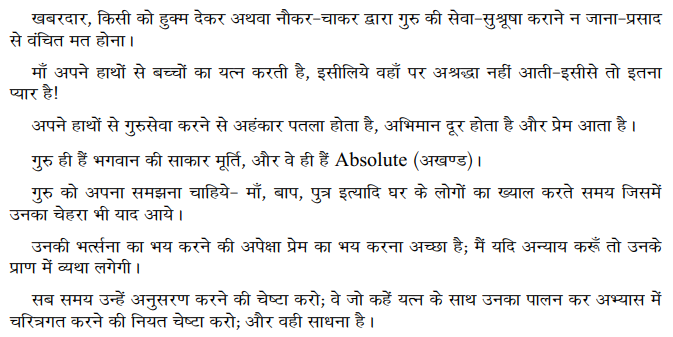 खबरदार, किसी को हुक्म देकर अथवा नौकर-चाकर द्वारा गुरु की सेवा-सुश्रूषा कराने न जाना-प्रसाद
से वंचित मत होना।
माँ अपने हाथों से बच्चों का यत्न करती है, इसीलिये वहाँ पर अश्रद्धा नहीं आती-इसीसे तो इतना
प्यार है!
अपने हाथों से गुरुसेवा करने से अहंकार पतला होता है, अभिमान दूर होता है और प्रेम आता है।
गुरु ही हैं भगवान की साकार मूर्ति, और वे ही हैं Absolute (अखण्ड)।
गुरु को अपना समझना चाहिये- माँ, बाप, पुत्र इत्यादि घर के लोगों का ख्याल करते समय जिसमें
उनका चेहरा भी याद आये।
उनकी भर्त्सना का भय करने की अपेक्षा प्रेम का भय करना अच्छा है; मैं यदि अन्याय करूँ तो उनके
प्राण में व्यथा लगेगी।
सब समय उन्हें अनुसरण करने की चेष्टा करो; वे जो कहें यत्न के साथ उनका पालन कर अभ्यास में
चरित्रगत करने की नियत चेष्टा करो; और वही साधना है।